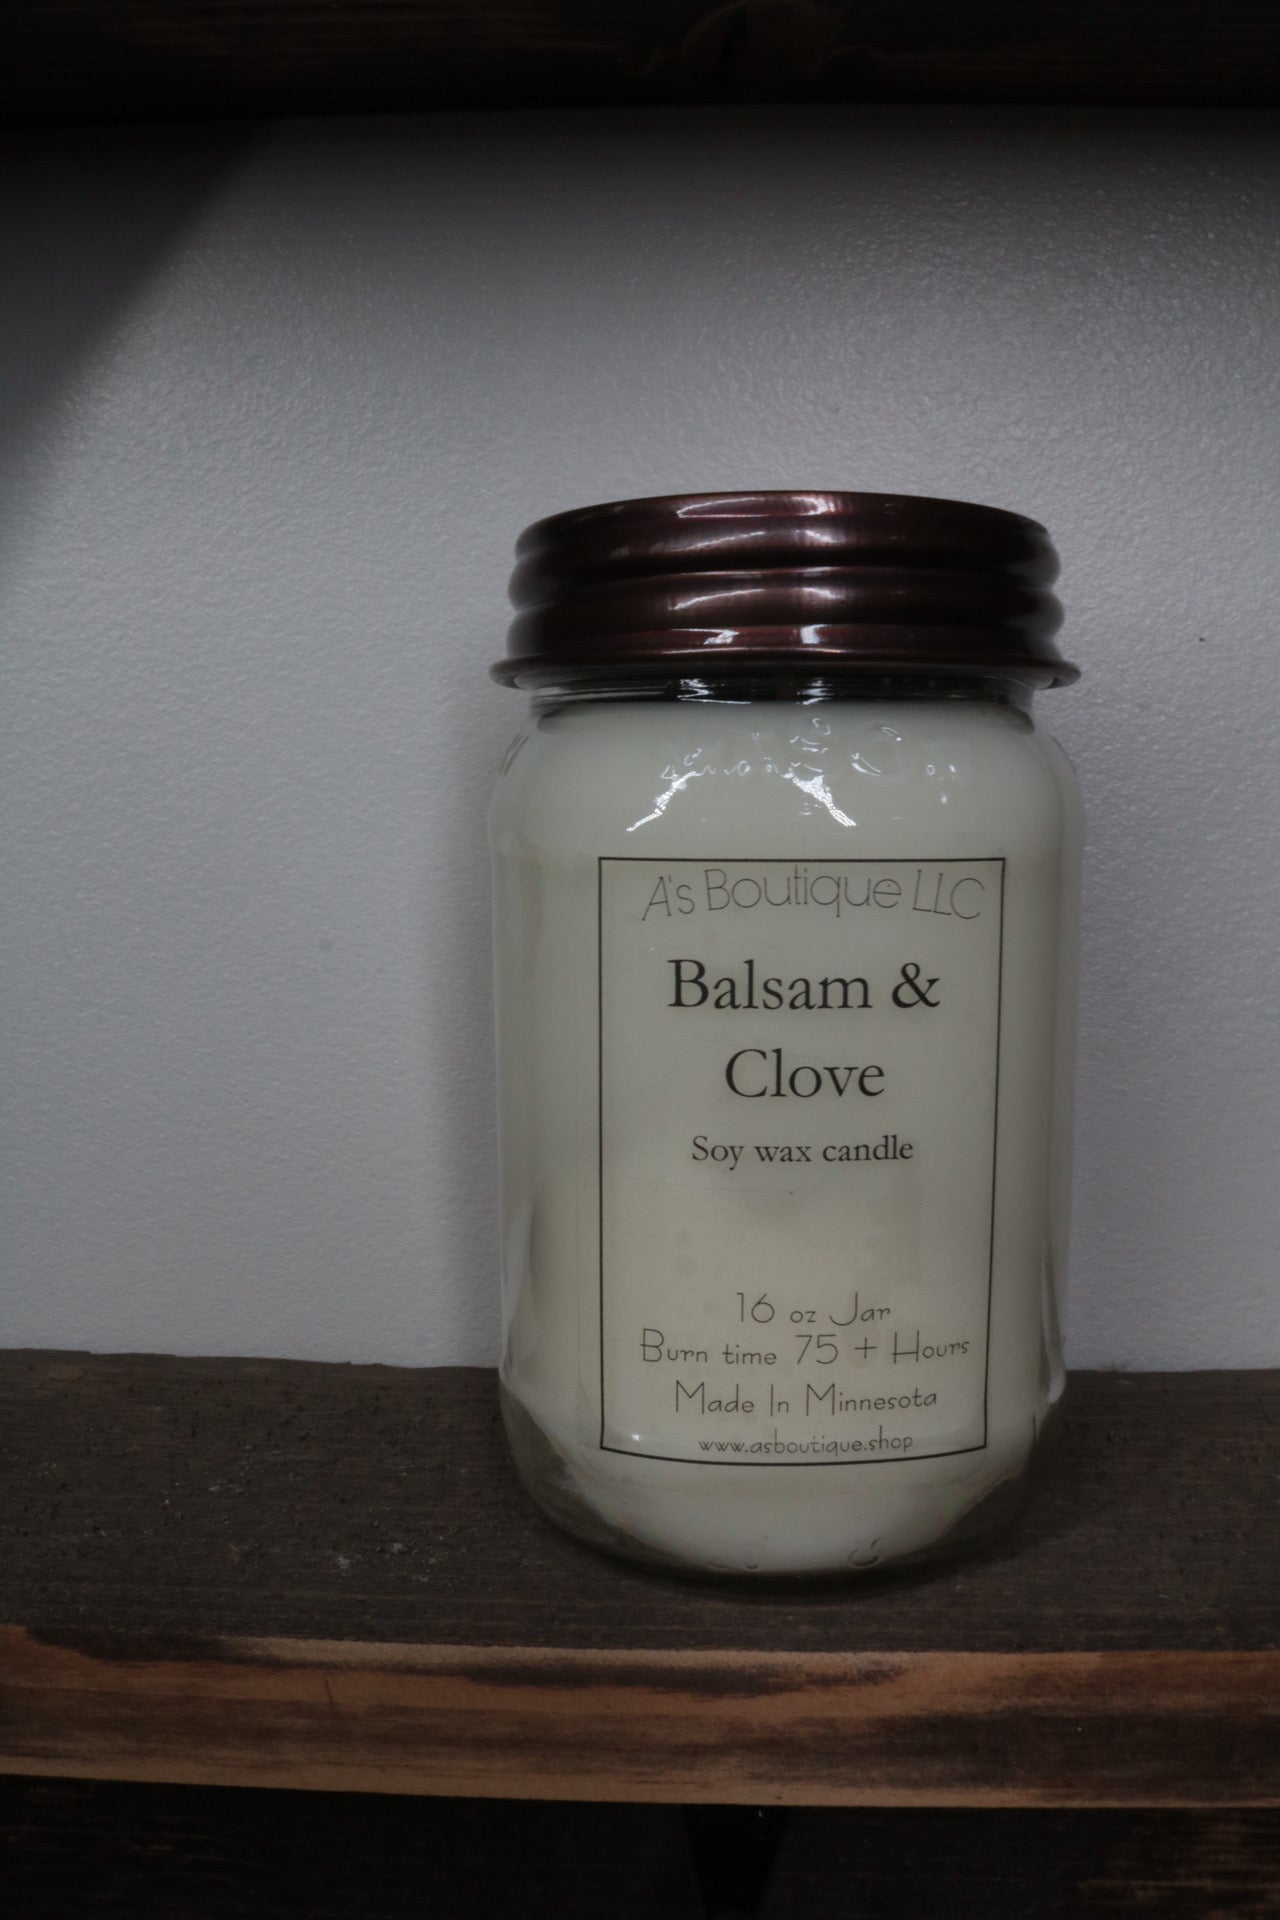 A's Boutique LLC
Balsam &
Clove
Soy wax candle
16 oz Jar
Burn time 75 + Hours
Made In Minnesota
www.asboutique.shop